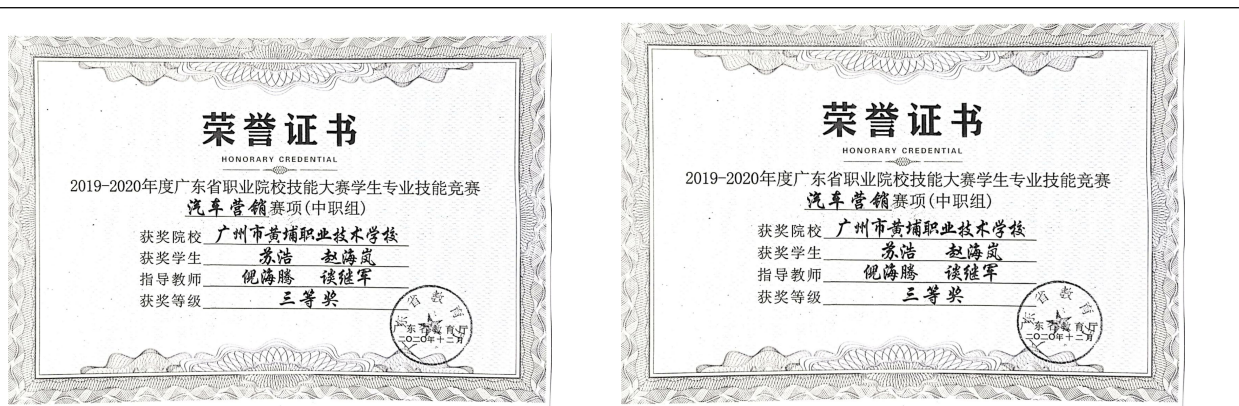 荣誉证书
HONORARY CREDENTIAL
2019-2020年度广东省职业院校技能大赛学生专业技能竞赛
汽车营销赛项(中职组)
获奖院校 广州市黄埔职业技术学校
获奖学生 苏浩 赵海岚
指导教师 倪海腾 谈继军
获奖等级 三等奖
广东省教育厅
二〇二〇年十二月
荣誉证书
HONORARY CREDENTIAL
2019-2020年度广东省职业院校技能大赛学生专业技能竞赛
汽车营销赛项(中职组)
获奖院校 广州市黄埔职业技术学校
获奖学生 苏浩 赵海岚
指导教师 倪海腾 谈继军
获奖等级 三等奖
广东省教育厅
二〇二〇年十二月